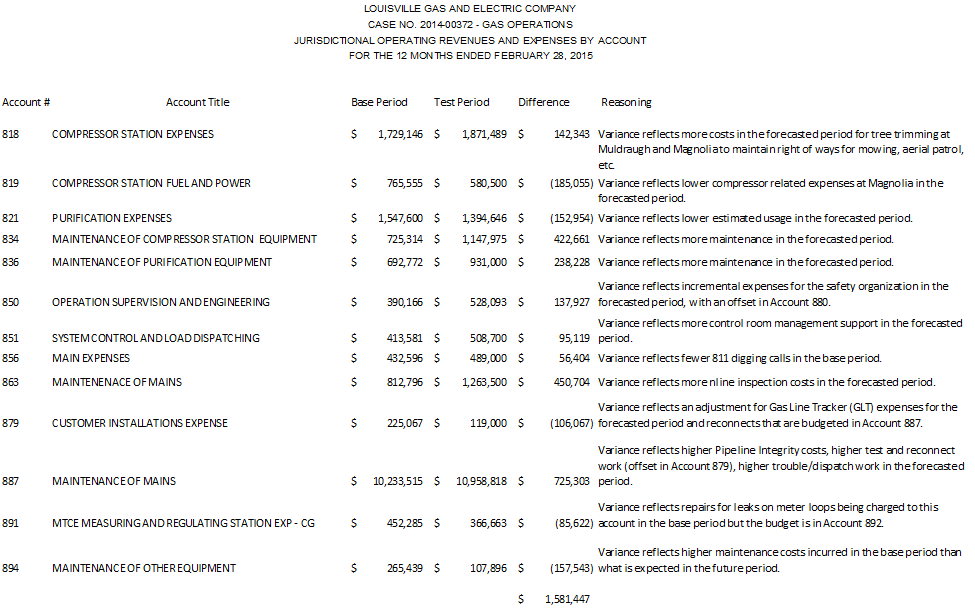 LOUISVILLE GAS AND ELECTRIC COMPANY
CASE NO. 2014-00372 - GAS OPERATIONS
JURISDICTIONAL OPERATING REVENUES AND EXPENSES BY ACCOUNT
FOR THE 12 MONTHS ENDED FEBRUARY 28, 2015
Account # Account Title Base Period Test Period Difference Reasoning
818 COMPRESSOR STATION EXPENSES $ 1,729,146 $ 1,871,489 $ 142,343 Variance reflects more costs in the forecasted period for tree trimming at
Muldraugh and Magnolia to maintain right of ways for mowing, aerial patrol,
etc.
819 COMPRESSOR STATION FUEL AND POWER $ 765,555 $ 580,500 $ (185,055) Variance reflects lower compressor related expenses at Magnolia in the
forecasted period.
821 PURIFICATION EXPENSES $ 1,547,600 $ 1,394,646 $ (152,954) Variance reflects lower estimated usage in the forecasted period.
834 MAINTENANCE OF COMPRESSOR STATION EQUIPMENT $ 725,314 $ 1,147,975 $ 422,661 Variance reflects more maintenance in the forecasted period.
836 MAINTENANCE OF PURIFICATION EQUIPMENT $ 692,772 $ 931,000 $ 238,228 Variance reflects more maintenance in the forecasted period.
Variance reflects incremental expenses for the safety organization in the
850 OPERATION SUPERVISION AND ENGINEERING $ 390,166 $ 528,093 $ 137,927 forecasted period, with an offset in Account 880.
Variance reflects more control room management support in the forecasted
851 SYSTEM CONTROL AND LOAD DISPATCHING $ 413,581 $ 508,700 $ 95,119 period.
856 MAIN EXPENSES $ 432,596 $ 489,000 $ 56,404 Variance reflects fewer 811 digging calls in the base period.
863 MAINTENENACE OF MAINS $ 812,796 $ 1,263,500 $ 450,704 Variance reflects more nline inspection costs in the forecasted period.
Variance reflects an adjustment for Gas Line Tracker (GLT) expenses for the
879 CUSTOMER INSTALLATIONS EXPENSE $ 225,067 $ 119,000 $ (106,067) forecasted period and reconnects that are budgeted in Account 887.
Variance reflects higher Pipeline Integrity costs, higher test and reconnect
work (offset in Account 879), higher trouble/dispatch work in the forecasted
887 MAINTENANCE OF MAINS $ 10,233,515 $ 10,958,818 $ 725,303 period.
Variance reflects repairs for leaks on meter loops being charged to this
891 MTCE MEASURING AND REGULATING STATION EXP - CG $ 452,285 $ 366,663 $ (85,622) account in the base period but the budget is in Account 892.
Variance reflects higher maintenance costs incurred in the base period than
894 MAINTENANCE OF OTHER EQUIPMENT $ 265,439 $ 107,896 $ (157,543) what is expected in the future period.
$ 1,581,447